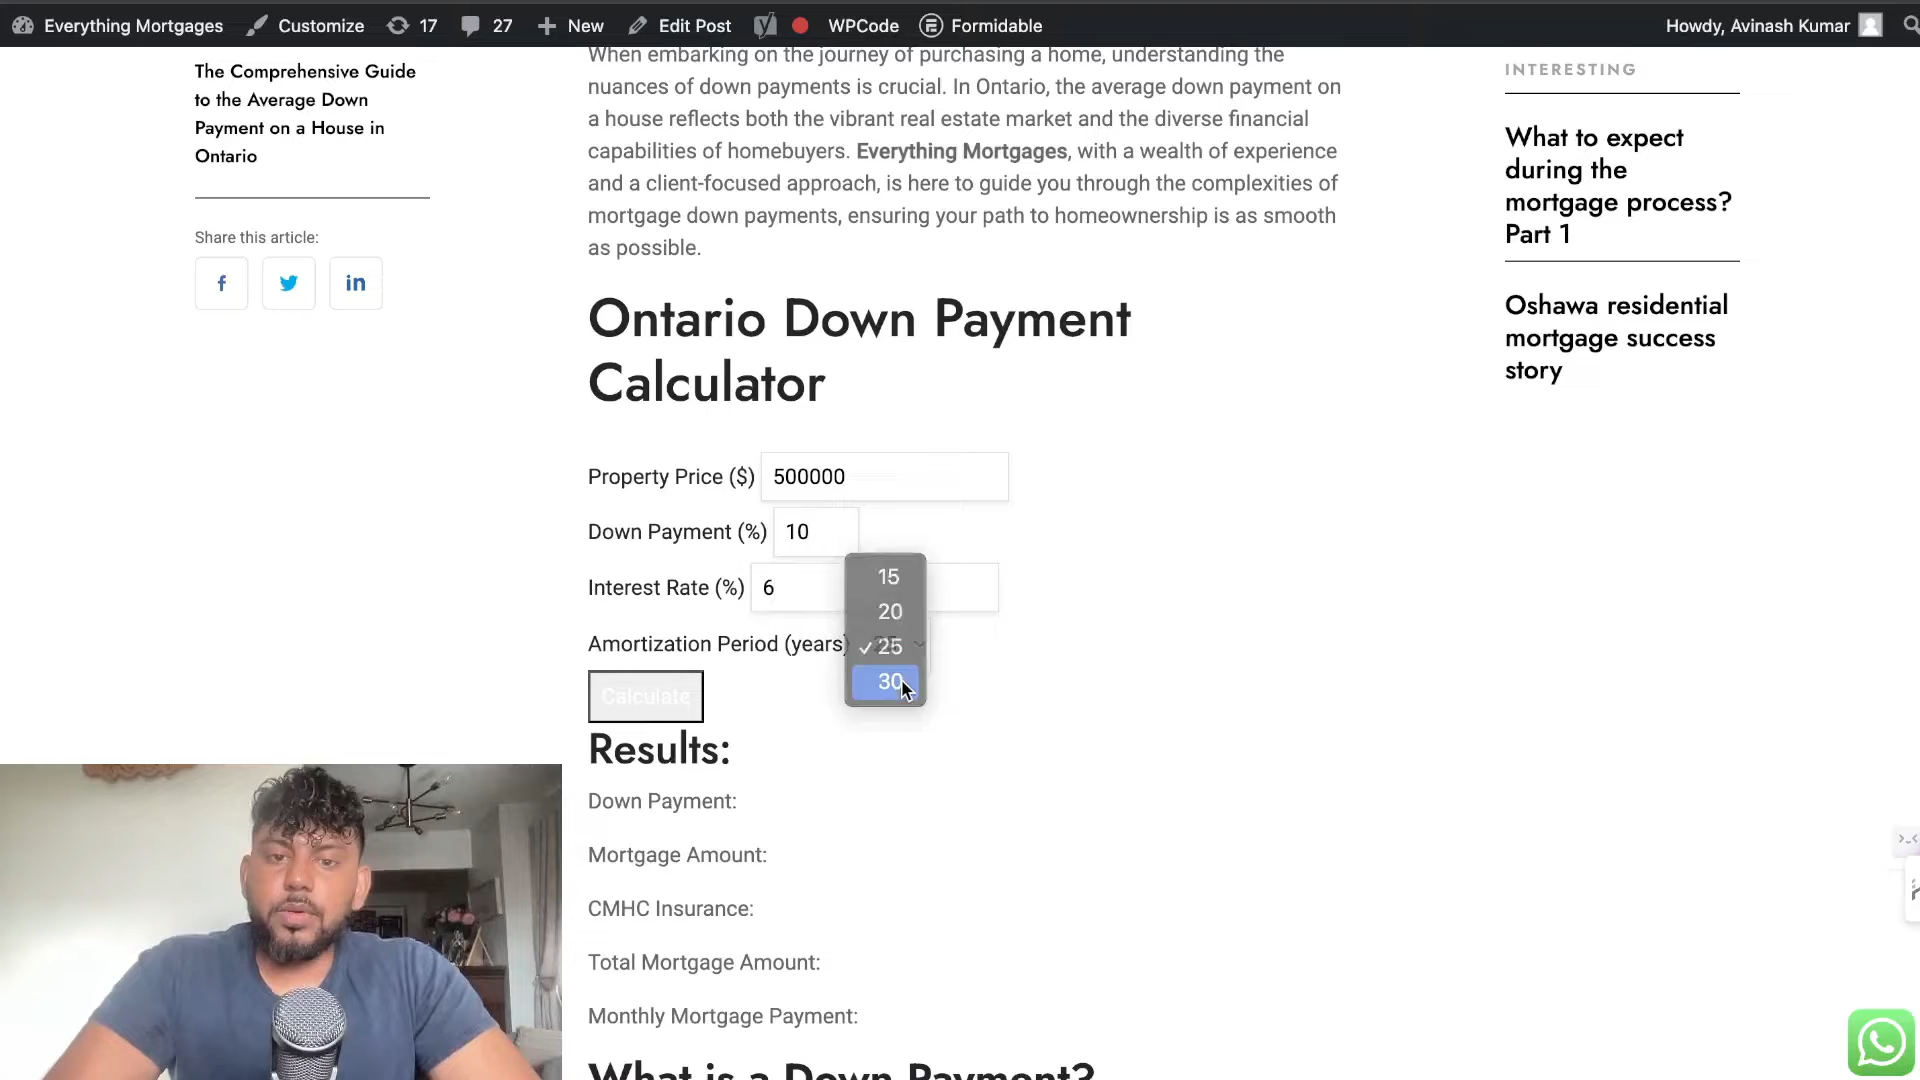 Everything Mortgages Customize 17 27 New Edit Post WPCode Formidable Howdy, Avinash Kumar
The Comprehensive Guide
to the Average Down
Payment on a House in
Ontario
Share this article:
When embarking on the journey of purchasing a home, understanding the
nuances of down payments is crucial. In Ontario, the average down payment on
a house reflects both the vibrant real estate market and the diverse financial
capabilities of homebuyers. Everything Mortgages, with a wealth of experience
and a client-focused approach, is here to guide you through the complexities of
mortgage down payments, ensuring your path to homeownership is as smooth
as possible.
Ontario Down Payment
Calculator
Property Price ($) 500000
Down Payment (%) 10
Interest Rate (%) 6
Amortization Period (years)
15
20
25
30
Calculate
Results:
Down Payment:
Mortgage Amount:
CMHC Insurance:
Total Mortgage Amount:
Monthly Mortgage Payment:
What is a Down Payment?
INTERESTING
What to expect
during the
mortgage process?
Part 1
Oshawa residential
mortgage success
story